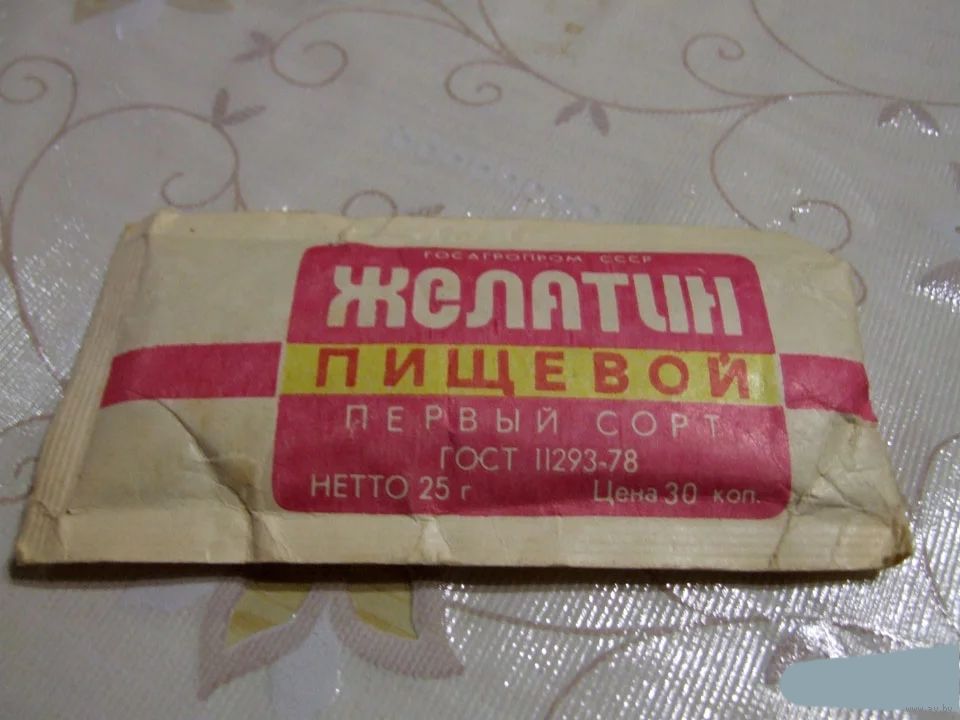 ГОСАГРОПРОМ СССР
ЖЕЛАТИН
ПИЩЕВОЙ
ПЕРВЫЙ СОРТ
ГОСТ 11293-78
НЕТТО 25 г Цена 30 коп.